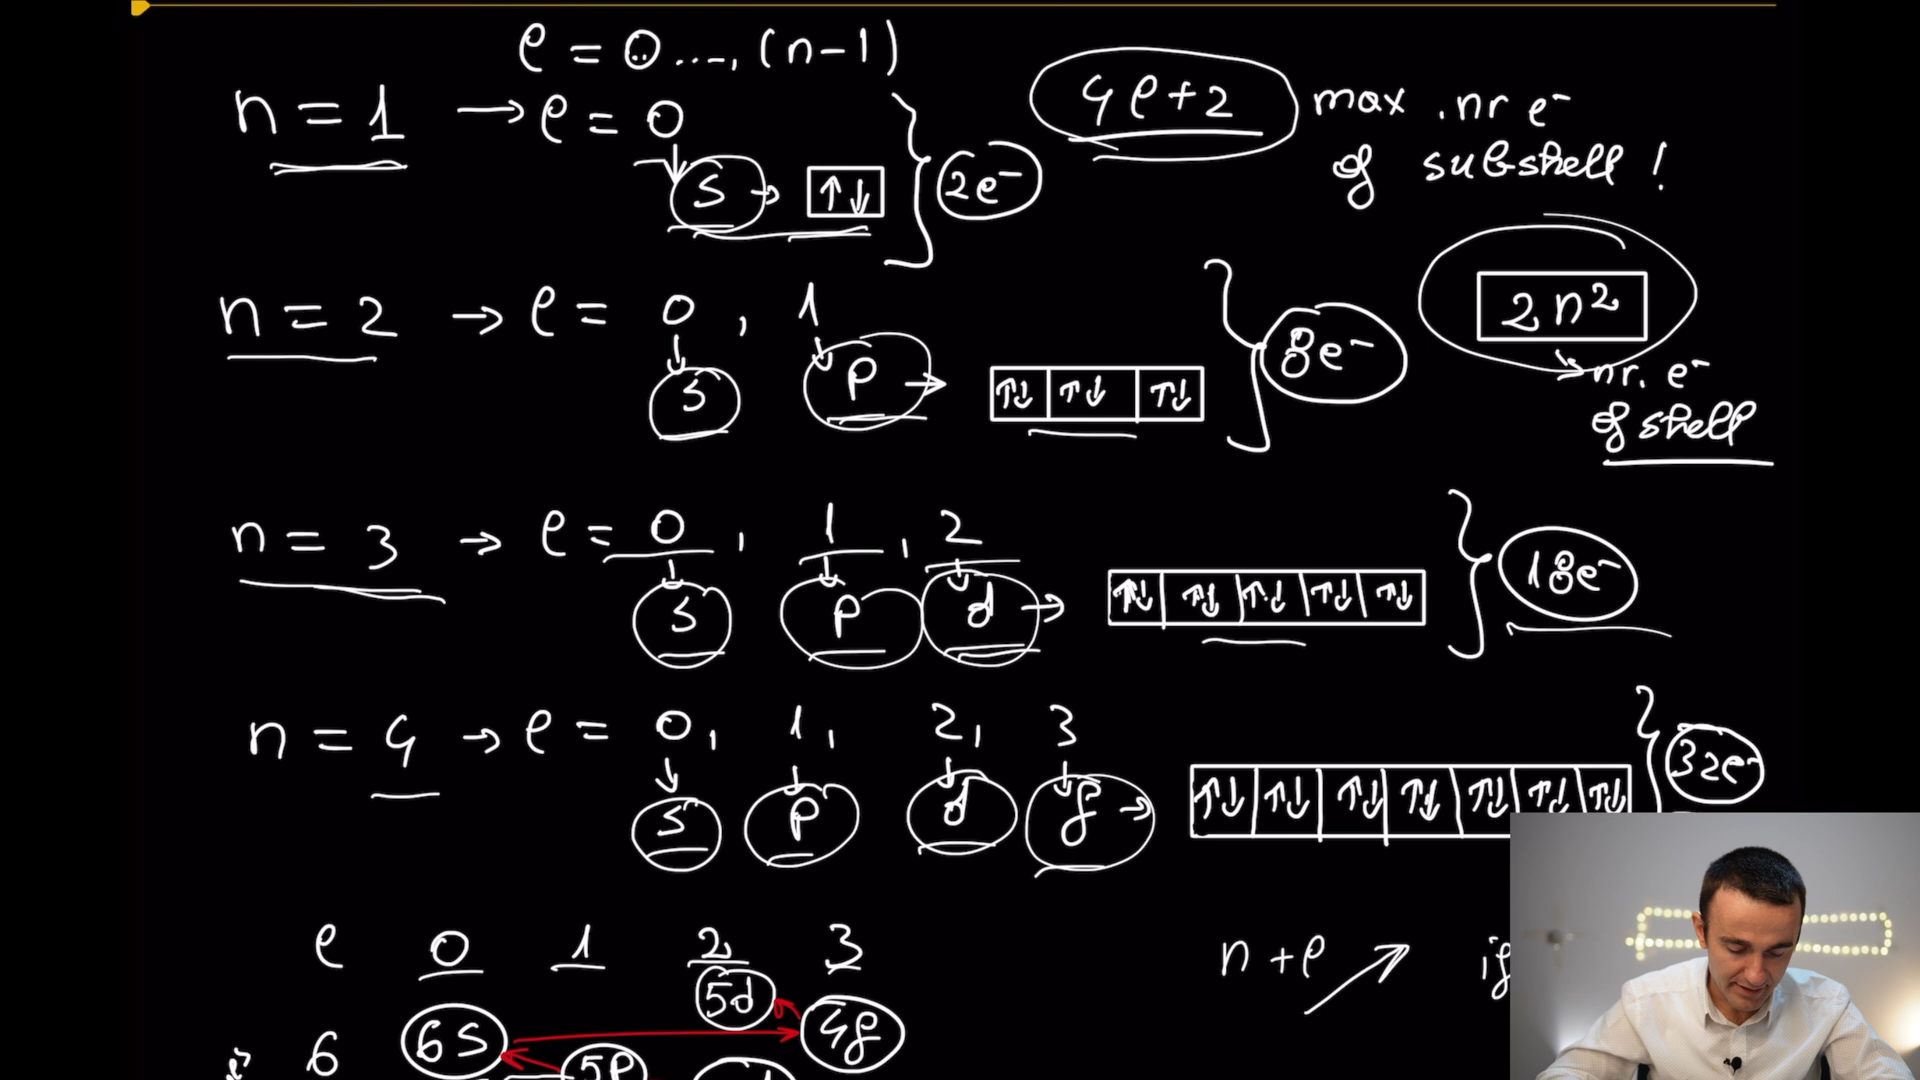 ℓ = 0..., (n-1)
n = 1 → ℓ = 0
4ℓ+2 max. nr e⁻
of subshell !
s → ↑↓
2e⁻
n = 2 → ℓ = 0, 1
2n²
s p → ↑↓ ↑↓ ↑↓
8e⁻
nr. e⁻
of shell
n = 3 → ℓ = 0, 1, 2
s p d → ↑↓ ↑↓ ↑↓ ↑↓ ↑↓
18e⁻
n = 4 → ℓ = 0, 1, 2, 3
s p d f → ↑↓ ↑↓ ↑↓ ↑↓ ↑↓ ↑↓ ↑↓
32e⁻
ℓ 0 1 2 3
n+ℓ ↗ if
5d
6 6s 4f
5p